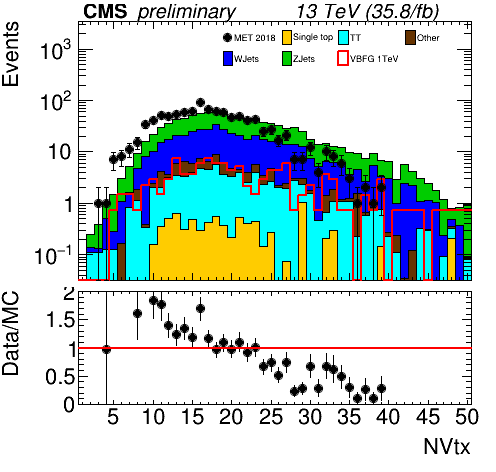 CMS preliminary 13 TeV (35.8/fb)
Events
MET 2018 Single top TT Other
WJets ZJets VBFG 1TeV
10³
10²
10
1
10⁻¹
Data/MC
2
1.5
1
0.5
0
5 10 15 20 25 30 35 40 45 50
NVtx